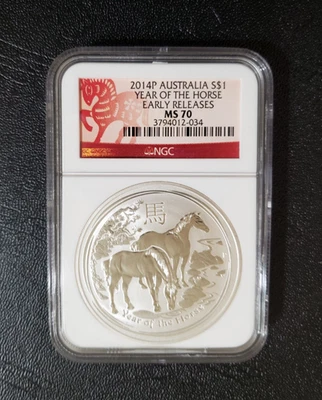 2014P AUSTRALIA S$1
YEAR OF THE HORSE
EARLY RELEASES
MS 70
3794012-034
NGC
馬
Year of the Horse